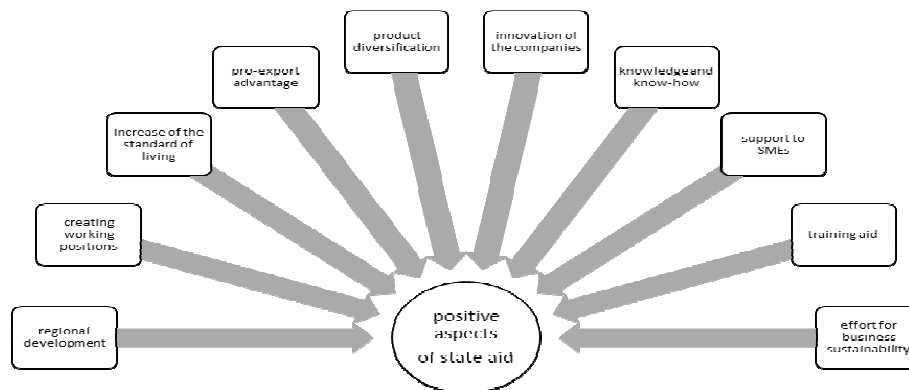 product
diversification
innovation of
the companies
pro-export
advantage
knowledge and
know-how
increase of the
standard of
living
support to
SMEs
creating
working
positions
training aid
regional
development
positive
aspects
of state aid
effort for
business
sustainability